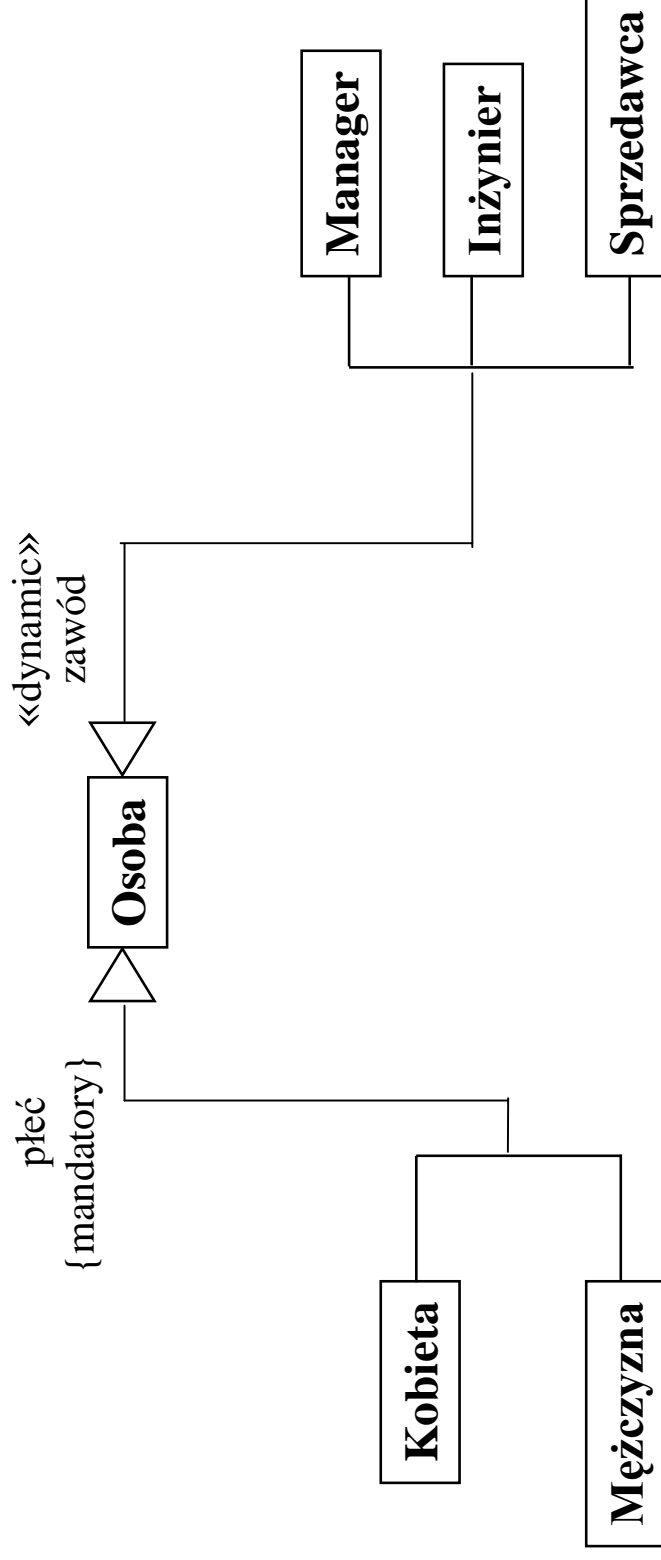 płeć
{mandatory}
«dynamic»
zawód
Osoba
Kobieta
Mężczyzna
Manager
Inżynier
Sprzedawca